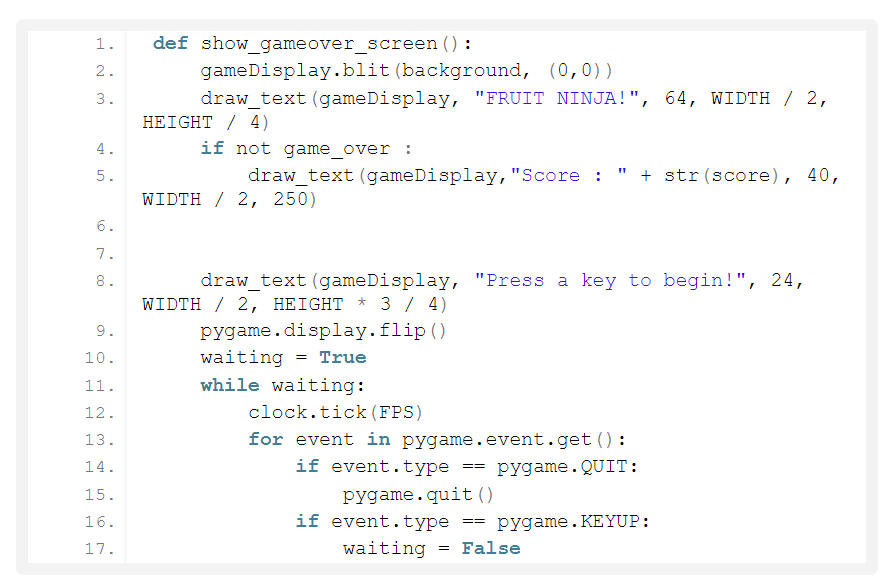 1. def show_gameover_screen():
2.     gameDisplay.blit(background, (0,0))
3.     draw_text(gameDisplay, "FRUIT NINJA!", 64, WIDTH / 2,
HEIGHT / 4)
4.     if not game_over :
5.         draw_text(gameDisplay,"Score : " + str(score), 40,
WIDTH / 2, 250)
6.
7.
8.     draw_text(gameDisplay, "Press a key to begin!", 24,
WIDTH / 2, HEIGHT * 3 / 4)
9.     pygame.display.flip()
10.     waiting = True
11.     while waiting:
12.         clock.tick(FPS)
13.         for event in pygame.event.get():
14.             if event.type == pygame.QUIT:
15.                 pygame.quit()
16.             if event.type == pygame.KEYUP:
17.                 waiting = False